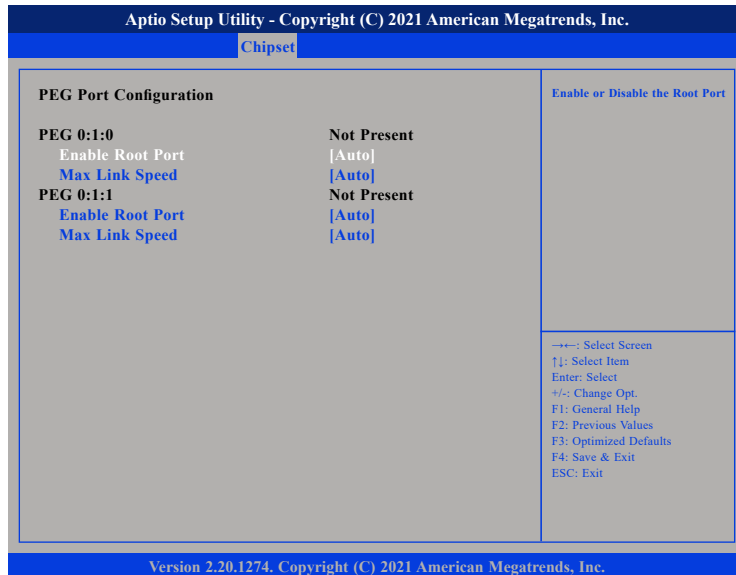 Aptio Setup Utility - Copyright (C) 2021 American Megatrends, Inc.
Chipset
PEG Port Configuration
PEG 0:1:0 Not Present
Enable Root Port [Auto]
Max Link Speed [Auto]
PEG 0:1:1 Not Present
Enable Root Port [Auto]
Max Link Speed [Auto]
Enable or Disable the Root Port
→←: Select Screen
↑↓: Select Item
Enter: Select
+/-: Change Opt.
F1: General Help
F2: Previous Values
F3: Optimized Defaults
F4: Save & Exit
ESC: Exit
Version 2.20.1274. Copyright (C) 2021 American Megatrends, Inc.